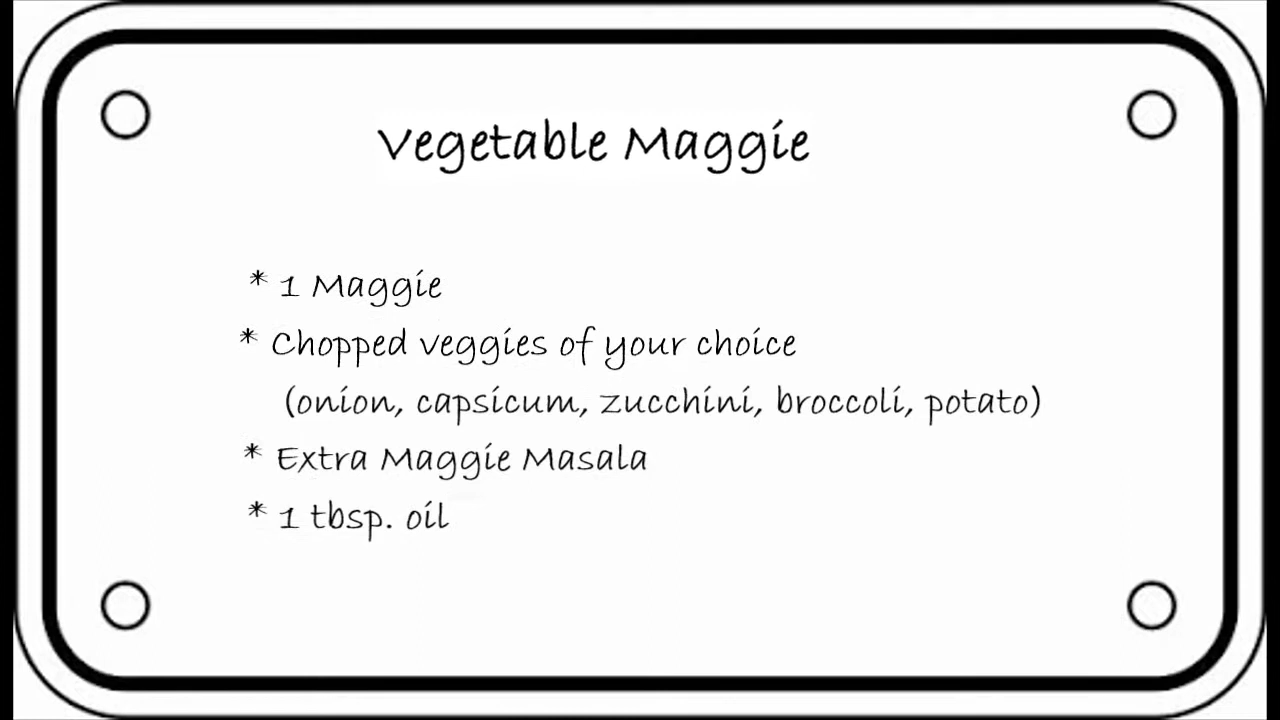 Vegetable Maggie
* 1 Maggie
* Chopped veggies of your choice
(onion, capsicum, zucchini, broccoli, potato)
* Extra Maggie Masala
* 1 tbsp. oil